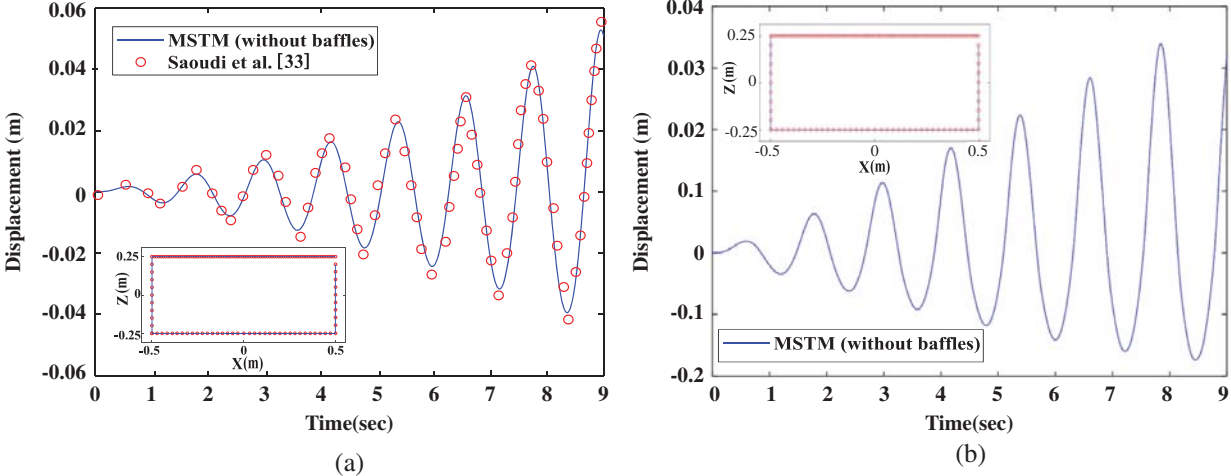 0.06
0.04
0.02
0
-0.02
-0.04
-0.06
Displacement (m)
MSTM (without baffles)
Saoudi et al. [33]
0.25
0
-0.25
Z(m)
-0.5 0 0.5
X(m)
0 1 2 3 4 5 6 7 8 9
Time(sec)
(a)
0.04
0.03
0.02
0.1
0
-0.1
-0.2
Displacement (m)
0.25
0
-0.25
Z(m)
-0.5 0 0.5
X(m)
MSTM (without baffles)
0 1 2 3 4 5 6 7 8 9
Time(sec)
(b)